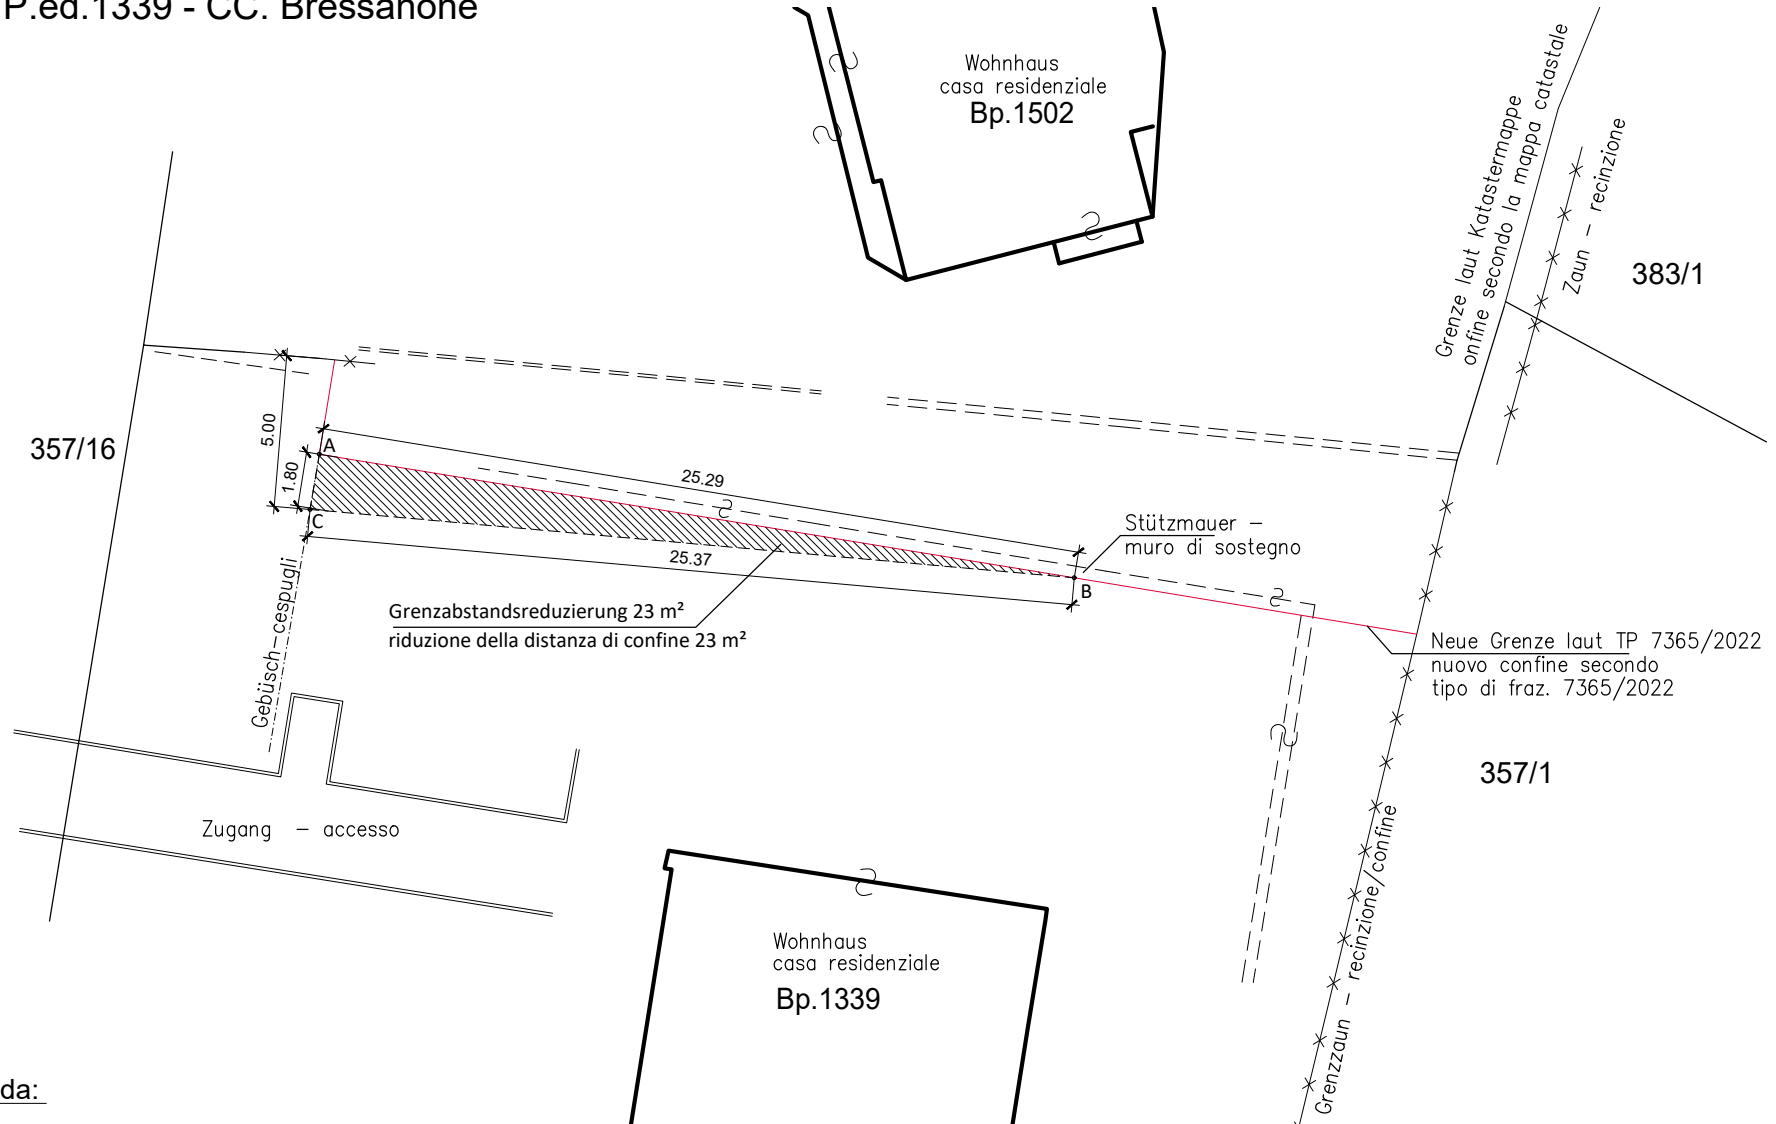 P.ed.1339 - CC. Bressanone
Wohnhaus
casa residenziale
Bp.1502
Grenze laut Katastermappe
onfine secondo la mappa catastale
Zaun - recinzione
383/1
357/16
5.00
1.80
A
C
25.29
25.37
B
Stützmauer -
muro di sostegno
Grenzabstandsreduzierung 23 m²
riduzione della distanza di confine 23 m²
Gebüsch-cespugli
Neue Grenze laut TP 7365/2022
nuovo confine secondo
tipo di fraz. 7365/2022
357/1
Zugang - accesso
Wohnhaus
casa residenziale
Bp.1339
Grenzzaun - recinzione/confine
da: